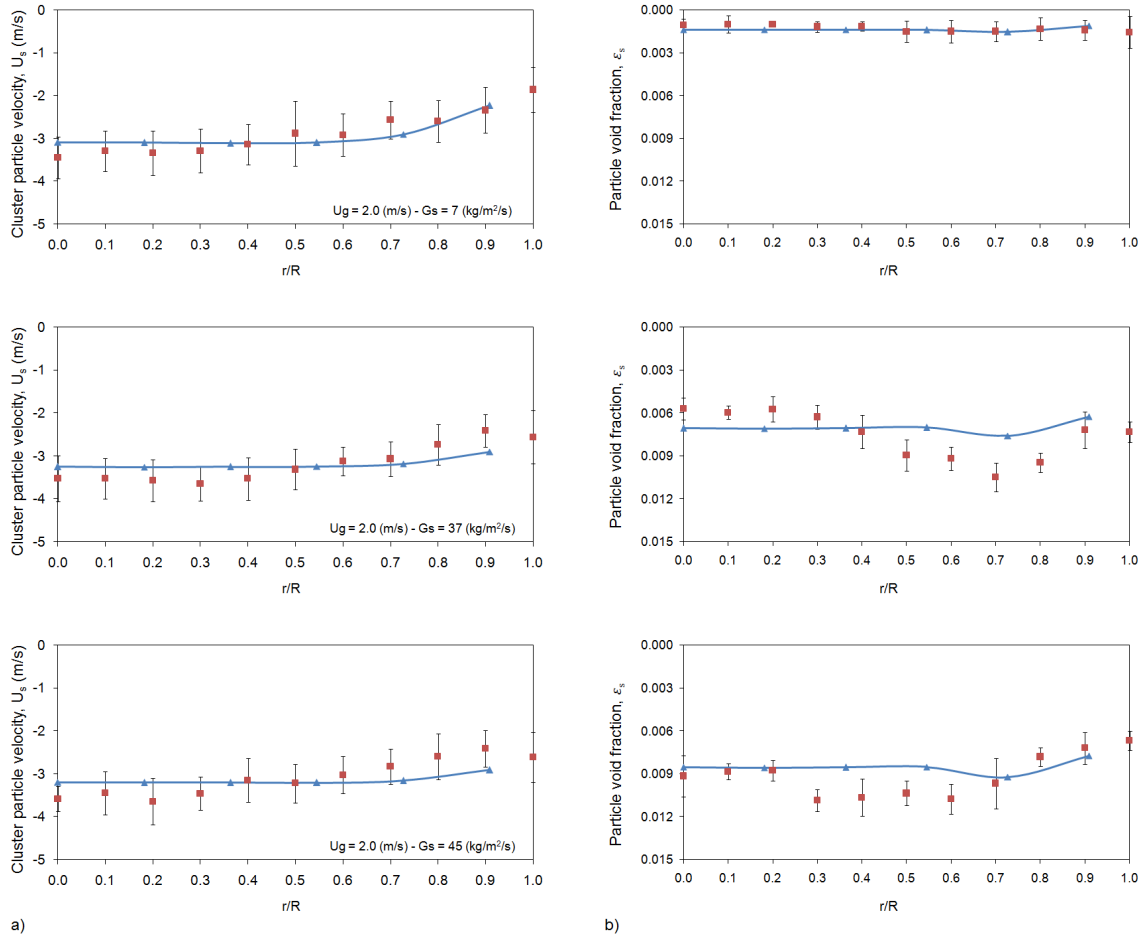 Cluster particle velocity, Uₛ (m/s)
0
-1
-2
-3
-4
-5
Ug = 2.0 (m/s) - Gs = 7 (kg/m²/s)
0.0 0.1 0.2 0.3 0.4 0.5 0.6 0.7 0.8 0.9 1.0
r/R
Particle void fraction, εₛ
0.000
0.003
0.006
0.009
0.012
0.015
0.0 0.1 0.2 0.3 0.4 0.5 0.6 0.7 0.8 0.9 1.0
r/R
Cluster particle velocity, Uₛ (m/s)
0
-1
-2
-3
-4
-5
Ug = 2.0 (m/s) - Gs = 37 (kg/m²/s)
0.0 0.1 0.2 0.3 0.4 0.5 0.6 0.7 0.8 0.9 1.0
r/R
Particle void fraction, εₛ
0.000
0.003
0.006
0.009
0.012
0.015
0.0 0.1 0.2 0.3 0.4 0.5 0.6 0.7 0.8 0.9 1.0
r/R
Cluster particle velocity, Uₛ (m/s)
0
-1
-2
-3
-4
-5
Ug = 2.0 (m/s) - Gs = 45 (kg/m²/s)
0.0 0.1 0.2 0.3 0.4 0.5 0.6 0.7 0.8 0.9 1.0
r/R
Particle void fraction, εₛ
0.000
0.003
0.006
0.009
0.012
0.015
0.0 0.1 0.2 0.3 0.4 0.5 0.6 0.7 0.8 0.9 1.0
r/R
a)
b)